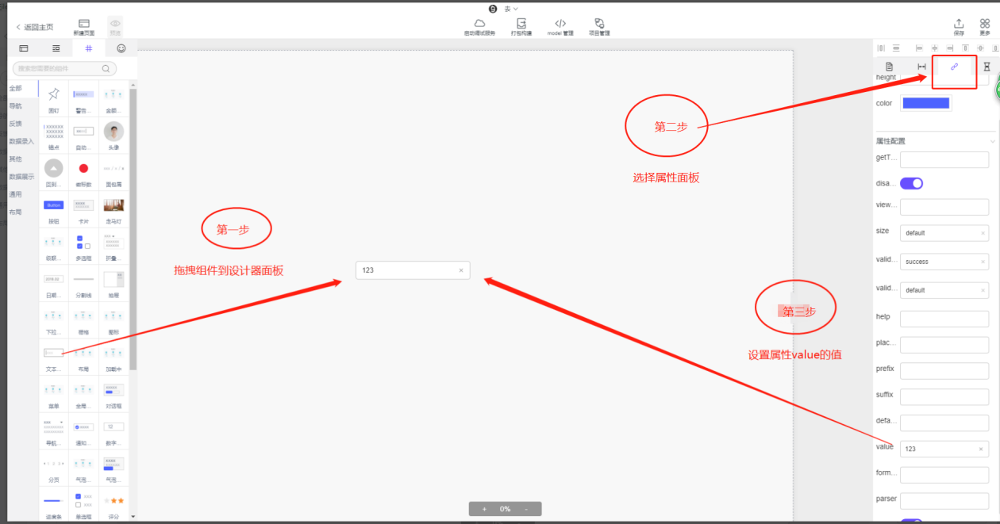 去
返回主页
新建页面
预览
启动调试服务
打包构建
model 管理
项目管理
保存
更多
搜索您需要的组件
全部
导航
反馈
数据录入
其他
数据展示
通用
布局
图钉
警告...
全部...
锚点
自动...
头像
回到...
徽标数
面包屑
Button
按钮
卡片
走马灯
级联...
多选框
折叠...
日期...
分割线
抽屉
下拉...
栅格
图标
文本...
布局
加载中
菜单
全局...
对话框
导航...
通知...
数字...
分页
气泡...
气泡...
进度条
单选框
评分
第一步
拖拽组件到设计器面板
123
×
第二步
选择属性面板
第三步
设置属性value的值
+ 0% -
height
color
属性配置
getT...
disa...
view...
size
default ×
valid...
success ×
valid...
default ×
help
plac...
prefix
suffix
defa...
value
123 ×
form...
parser